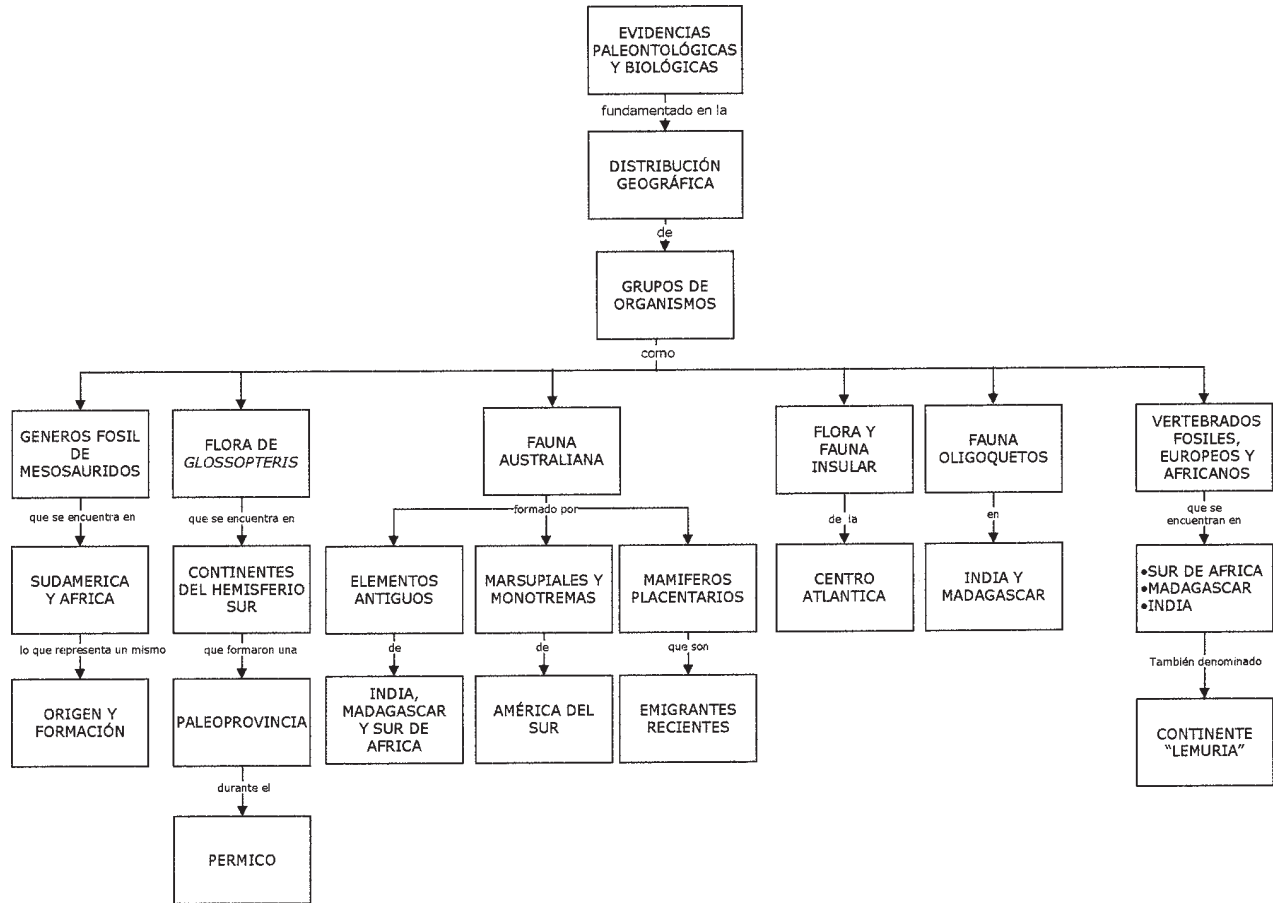 EVIDENCIAS
PALEONTOLÓGICAS
Y BIOLÓGICAS
fundamentado en la
DISTRIBUCIÓN
GEOGRÁFICA
de
GRUPOS DE
ORGANISMOS
como
GENEROS FOSIL
DE
MESOSAURIDOS
que se encuentra en
SUDAMERICA
Y AFRICA
lo que representa un mismo
ORIGEN Y
FORMACIÓN
FLORA DE
GLOSSOPTERIS
que se encuentra en
CONTINENTES
DEL HEMISFERIO
SUR
que formaron una
PALEOPROVINCIA
durante el
PERMICO
FAUNA
AUSTRALIANA
formado por
ELEMENTOS
ANTIGUOS
de
INDIA,
MADAGASCAR
Y SUR DE
AFRICA
MARSUPIALES Y
MONOTREMAS
de
AMÉRICA DEL
SUR
MAMIFEROS
PLACENTARIOS
que son
EMIGRANTES
RECIENTES
FLORA Y
FAUNA
INSULAR
de la
CENTRO
ATLANTICA
FAUNA
OLIGOQUETOS
en
INDIA Y
MADAGASCAR
VERTEBRADOS
FOSILES,
EUROPEOS Y
AFRICANOS
que se
encuentran en
•SUR DE AFRICA
•MADAGASCAR
•INDIA
También denominado
CONTINENTE
“LEMURIA”